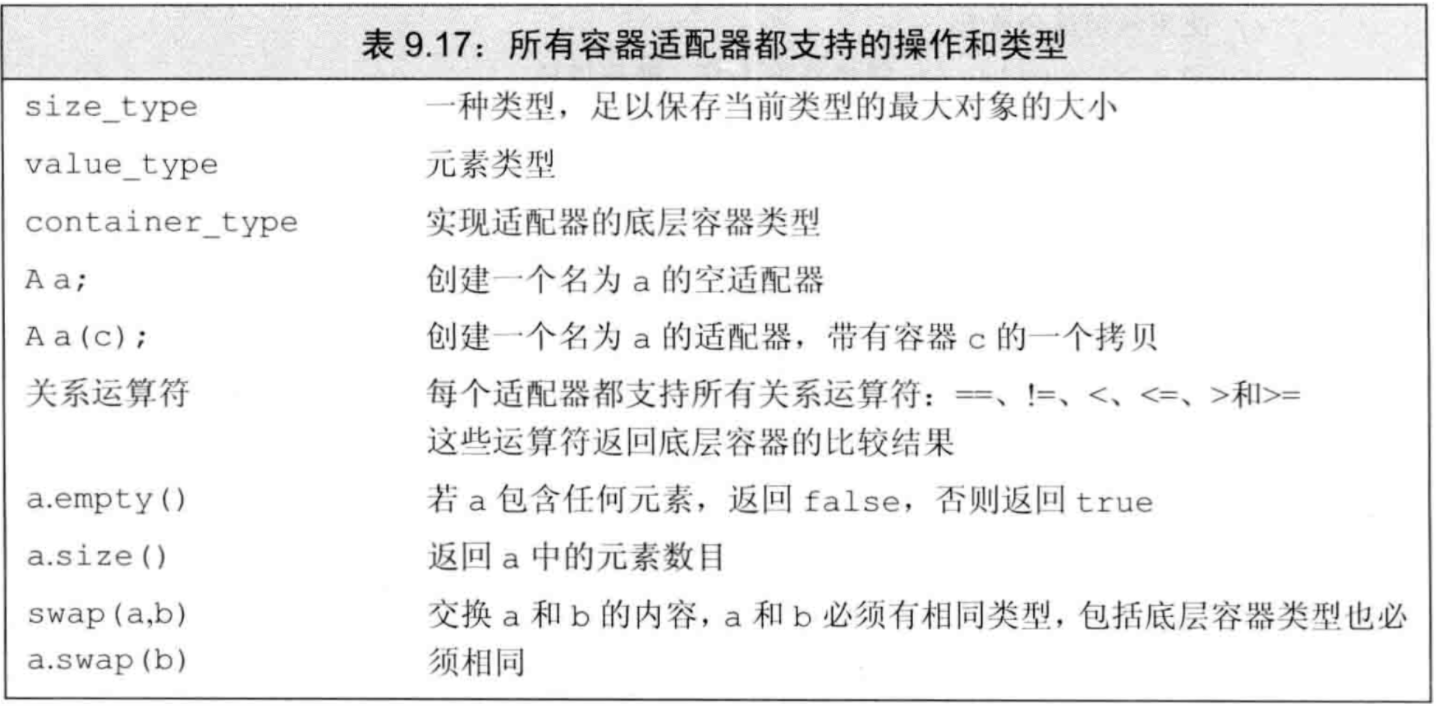 表 9.17：所有容器适配器都支持的操作和类型
size_type 一种类型，足以保存当前类型的最大对象的大小
value_type 元素类型
container_type 实现适配器的底层容器类型
A a; 创建一个名为 a 的空适配器
A a(c); 创建一个名为 a 的适配器，带有容器 c 的一个拷贝
关系运算符 每个适配器都支持所有关系运算符：==、!=、<、<=、>和>=
这些运算符返回底层容器的比较结果
a.empty() 若 a 包含任何元素，返回 false，否则返回 true
a.size() 返回 a 中的元素数目
swap(a,b) 交换 a 和 b 的内容，a 和 b 必须有相同类型，包括底层容器类型也必
a.swap(b) 须相同